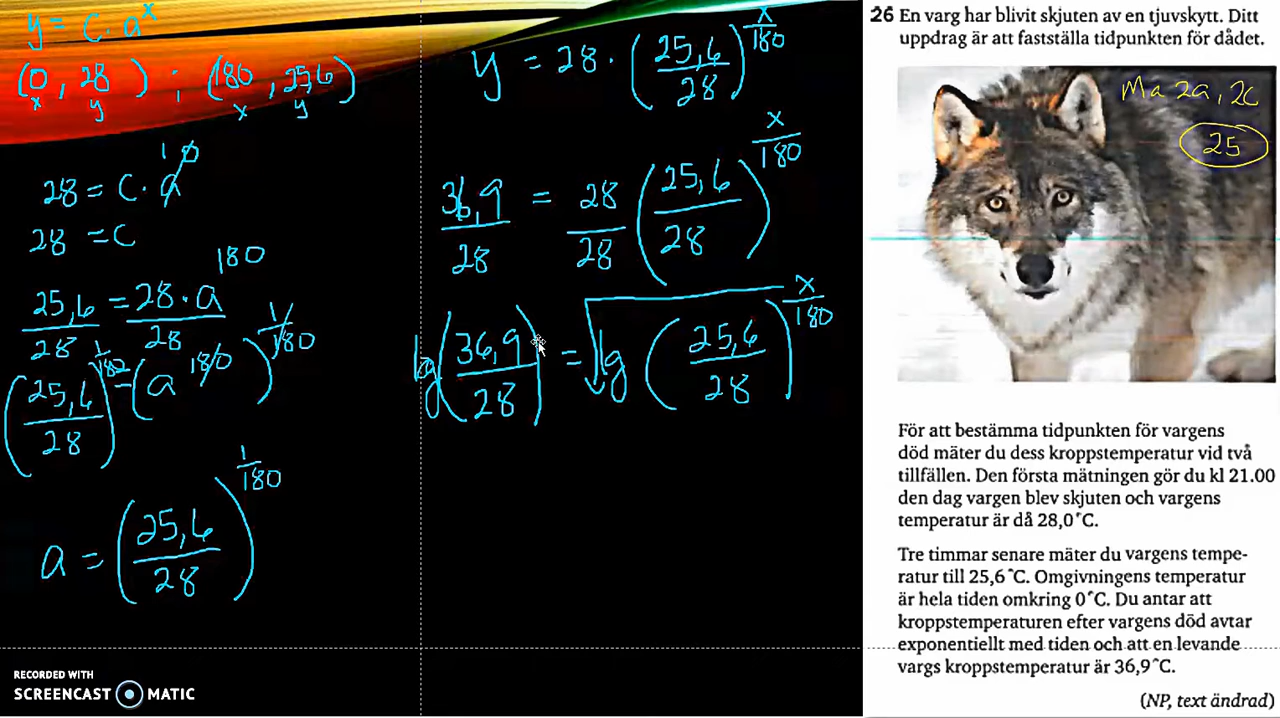 y = C · a^x
(0, 28) ; (180, 25,6)
x y x y
28 = C · a^0 1
28 = C
25,6/28 = 28 · a^180/28
(25,6/28)^1/180 = (a^180)^1/180
a = (25,6/28)^1/180
y = 28 · (25,6/28)^x/180
36,9/28 = 28/28 (25,6/28)^x/180
lg(36,9/28) = lg(25,6/28)^x/180
RECORDED WITH
SCREENCAST MATIC
26 En varg har blivit skjuten av en tjuvskytt. Ditt
uppdrag är att fastställa tidpunkten för dådet.
Ma 2a, 2c
25
För att bestämma tidpunkten för vargens
död mäter du dess kroppstemperatur vid två
tillfällen. Den första mätningen gör du kl 21.00
den dag vargen blev skjuten och vargens
temperatur är då 28,0°C.
Tre timmar senare mäter du vargens tempe-
ratur till 25,6°C. Omgivningens temperatur
är hela tiden omkring 0°C. Du antar att
kroppstemperaturen efter vargens död avtar
exponentiellt med tiden och att en levande
vargs kroppstemperatur är 36,9°C.
(NP, text ändrad)